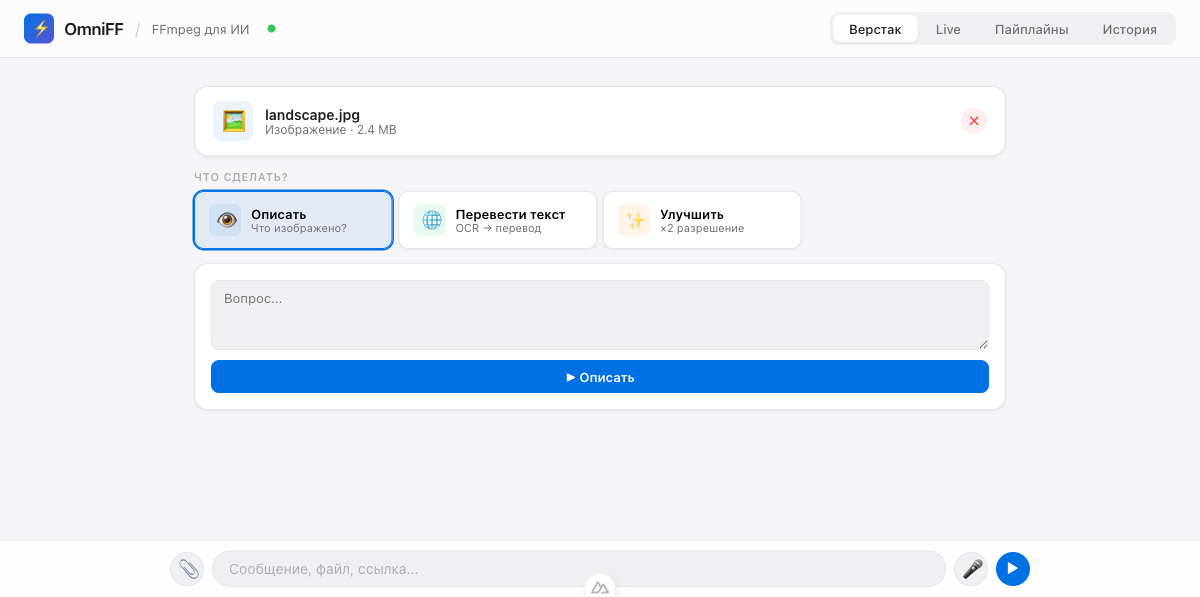 OmniFF / FFmpeg для ИИ
Верстак Live Пайплайны История
landscape.jpg
Изображение · 2.4 MB
ЧТО СДЕЛАТЬ?
Описать
Что изображено?
Перевести текст
OCR → перевод
Улучшить
×2 разрешение
Вопрос...
▶ Описать
Сообщение, файл, ссылка...